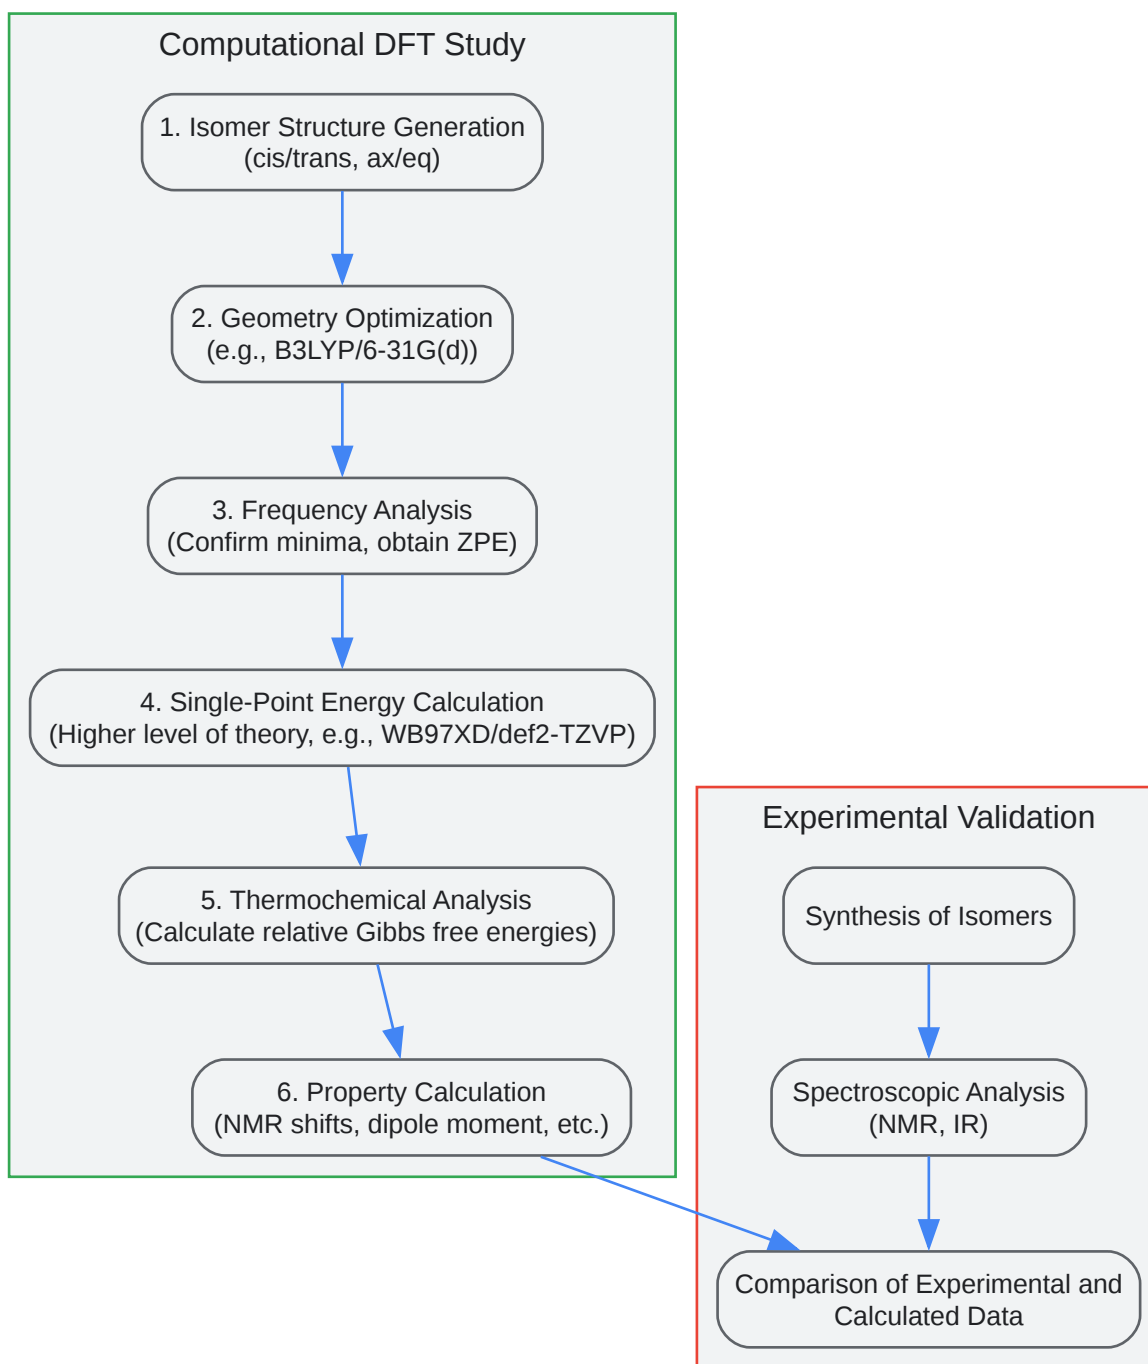 Computational DFT Study
1. Isomer Structure Generation
(cis/trans, ax/eq)
2. Geometry Optimization
(e.g., B3LYP/6-31G(d))
3. Frequency Analysis
(Confirm minima, obtain ZPE)
4. Single-Point Energy Calculation
(Higher level of theory, e.g., WB97XD/def2-TZVP)
5. Thermochemical Analysis
(Calculate relative Gibbs free energies)
6. Property Calculation
(NMR shifts, dipole moment, etc.)
Experimental Validation
Synthesis of Isomers
Spectroscopic Analysis
(NMR, IR)
Comparison of Experimental and
Calculated Data